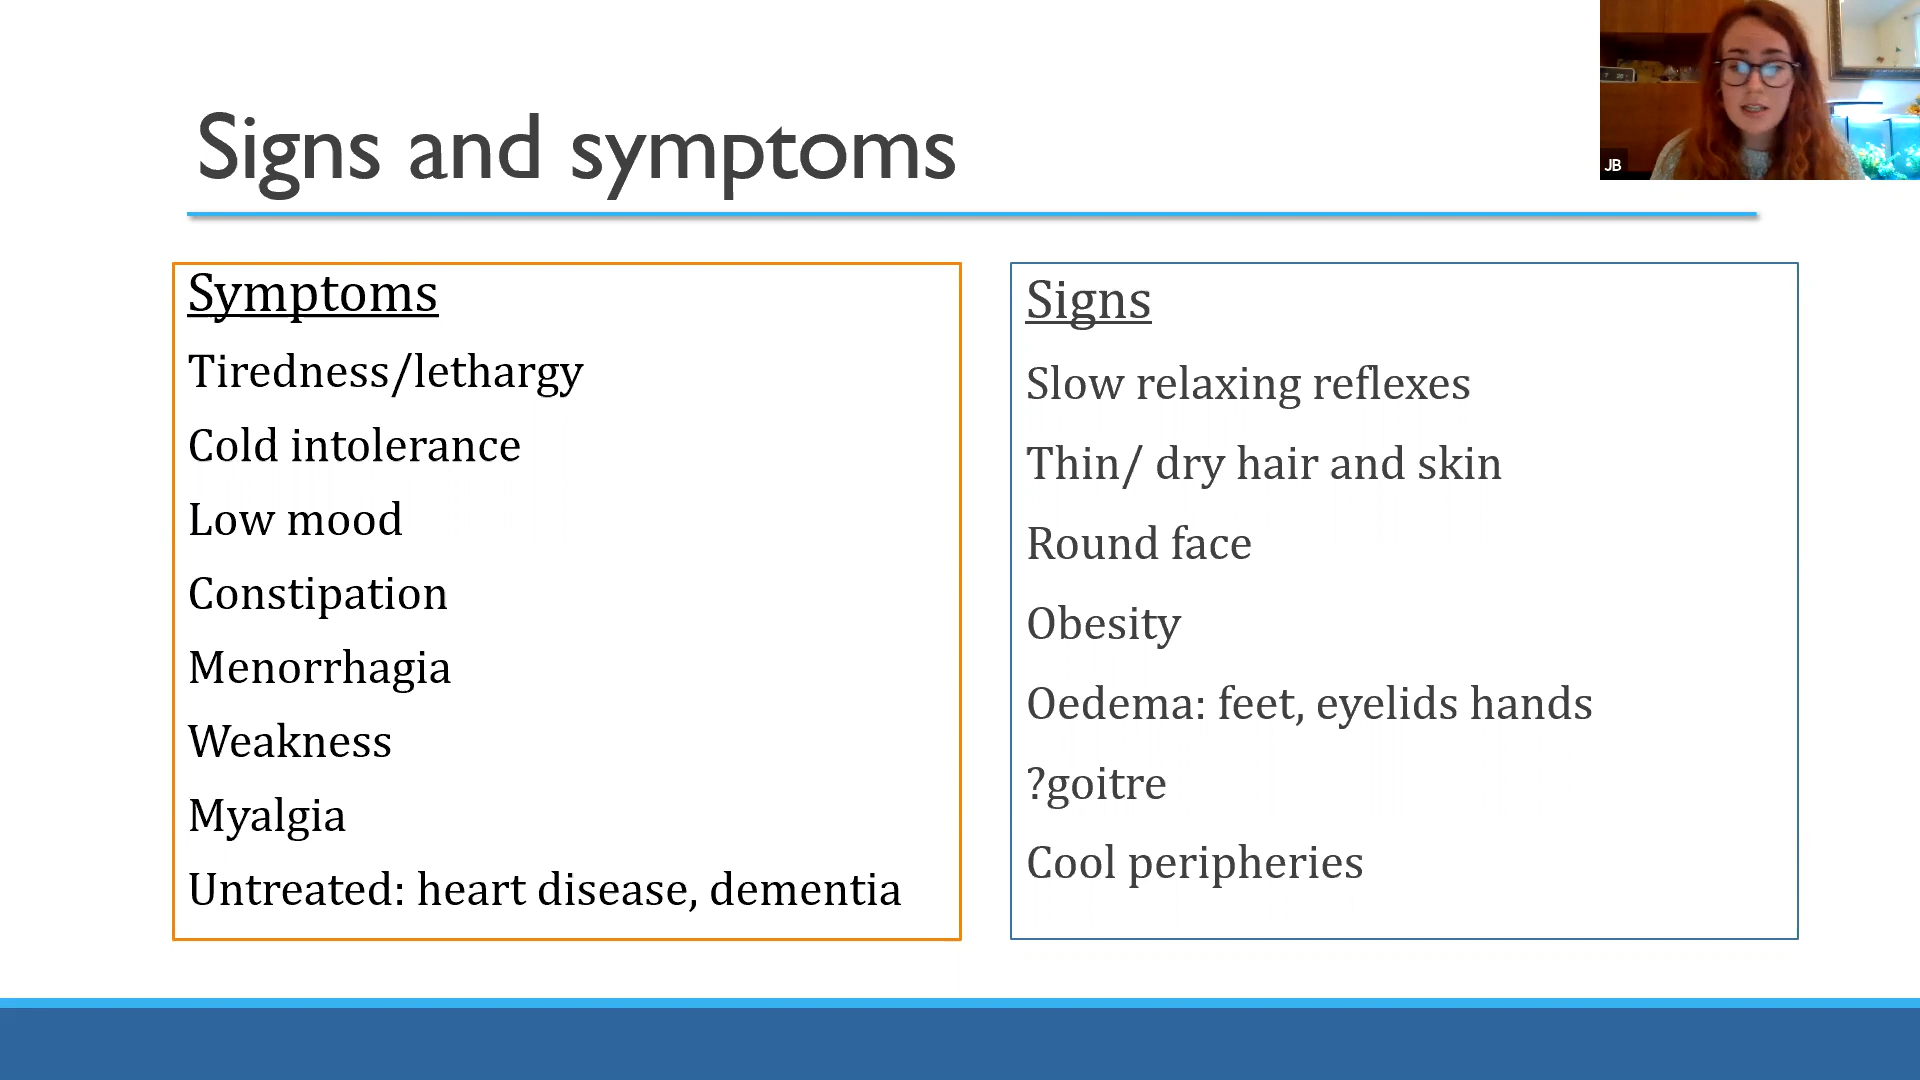 Signs and symptoms
JB
Symptoms
Tiredness/lethargy
Cold intolerance
Low mood
Constipation
Menorrhagia
Weakness
Myalgia
Untreated: heart disease, dementia
Signs
Slow relaxing reflexes
Thin/ dry hair and skin
Round face
Obesity
Oedema: feet, eyelids hands
?goitre
Cool peripheries